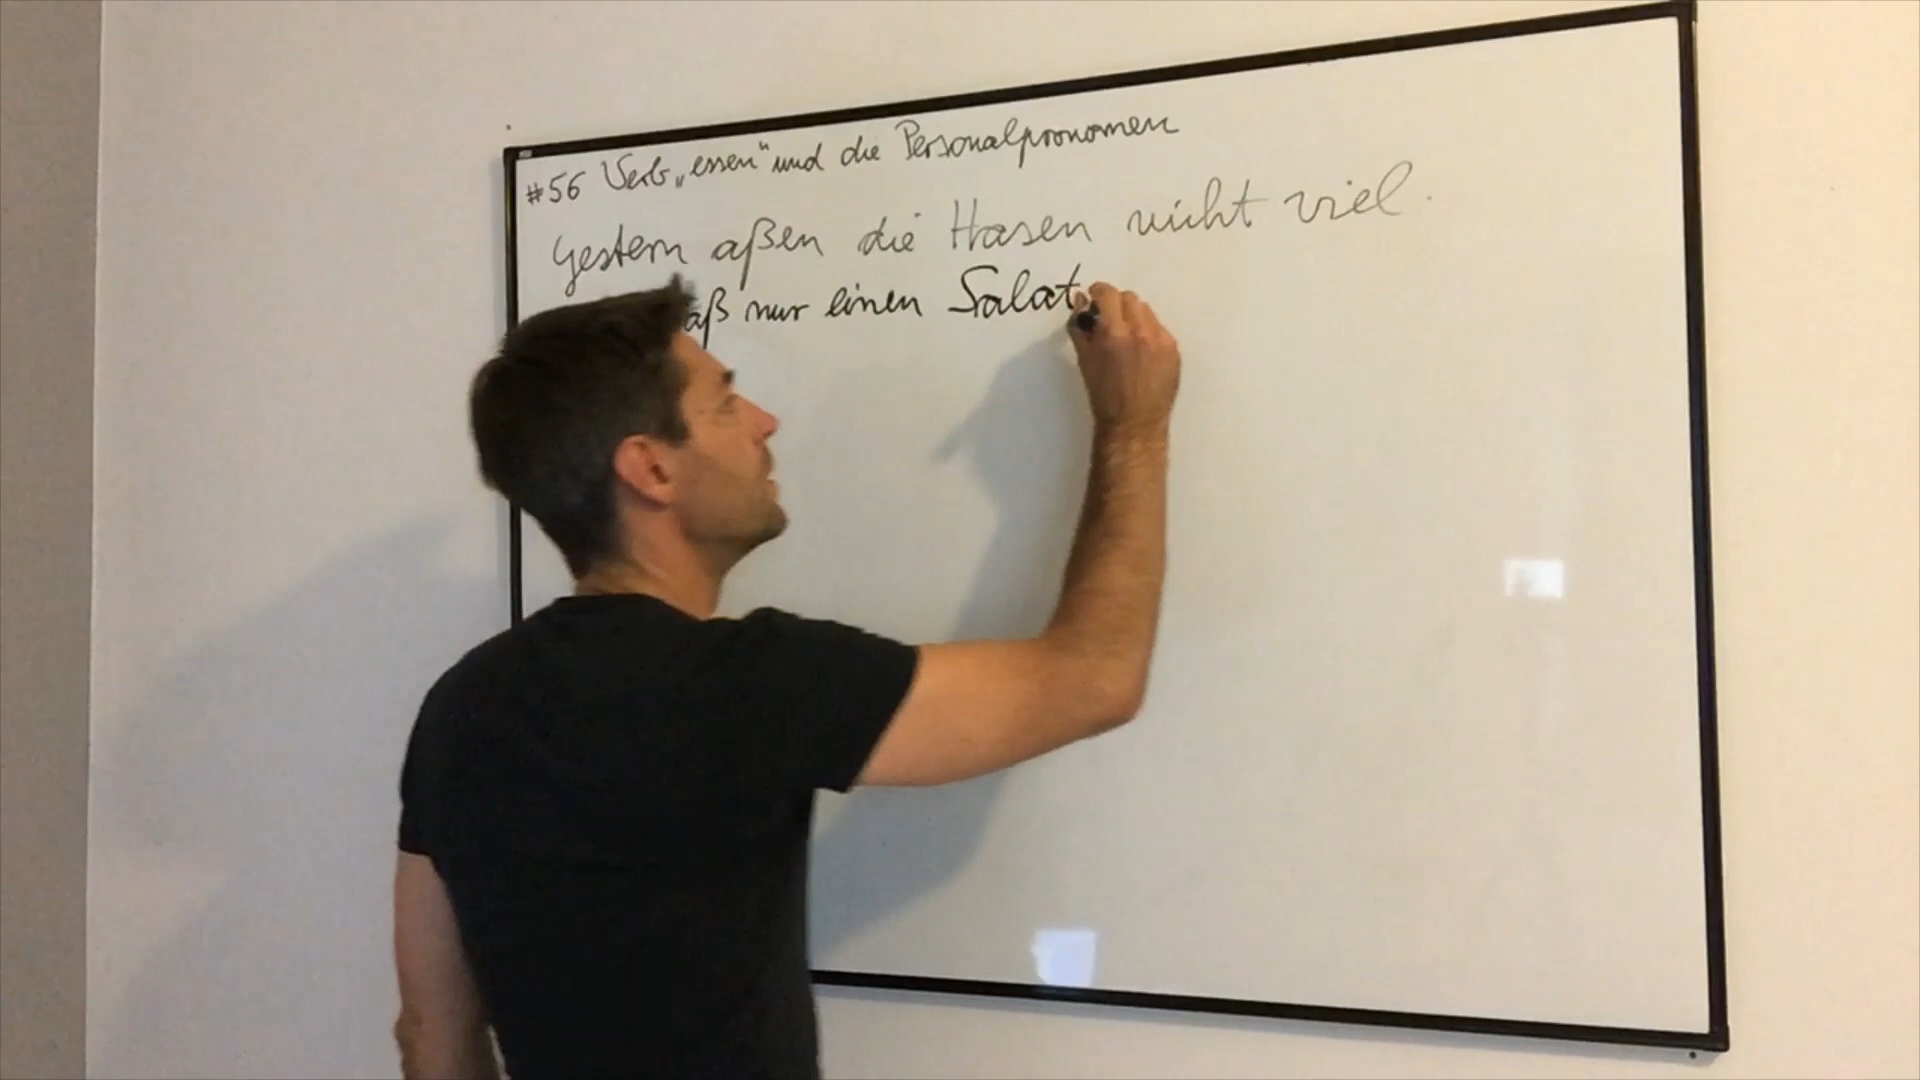 #56 Verb „essen“ und die Personalpronomen
Gestern aßen die Hasen nicht viel.
aß nur einen Salat